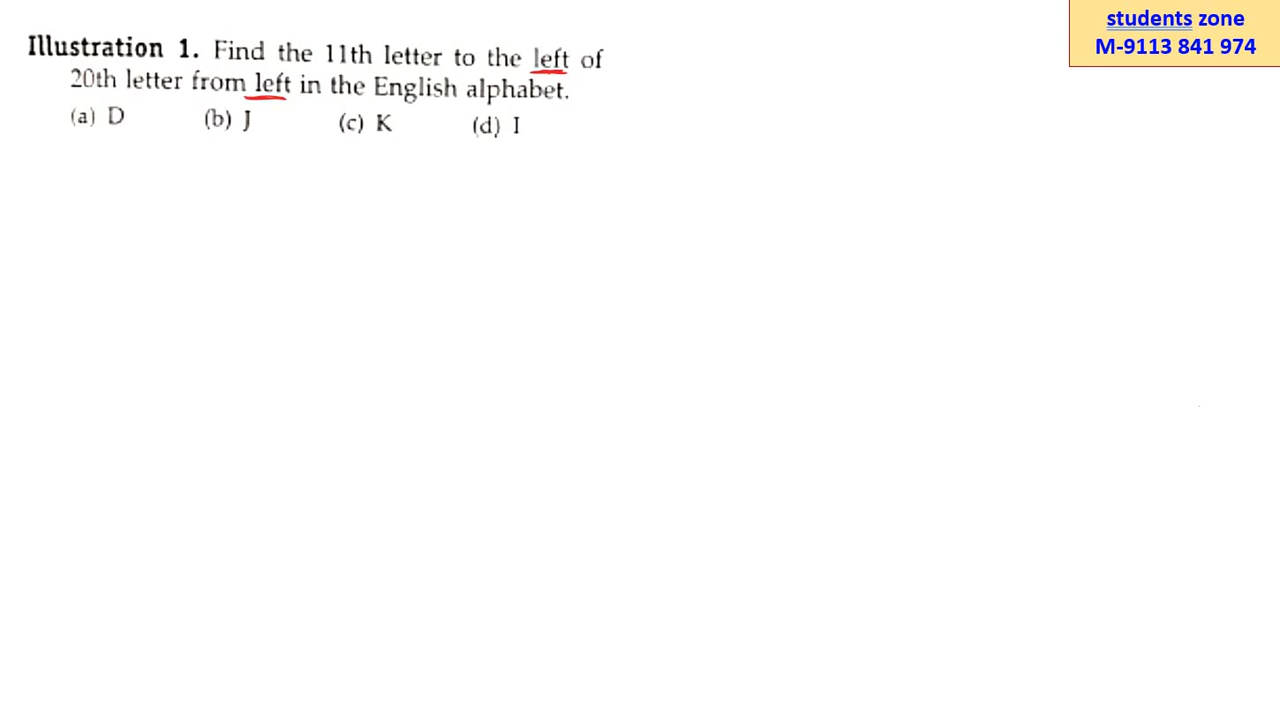 Illustration 1. Find the 11th letter to the left of
20th letter from left in the English alphabet.
(a) D (b) J (c) K (d) I
students zone
M-9113 841 974